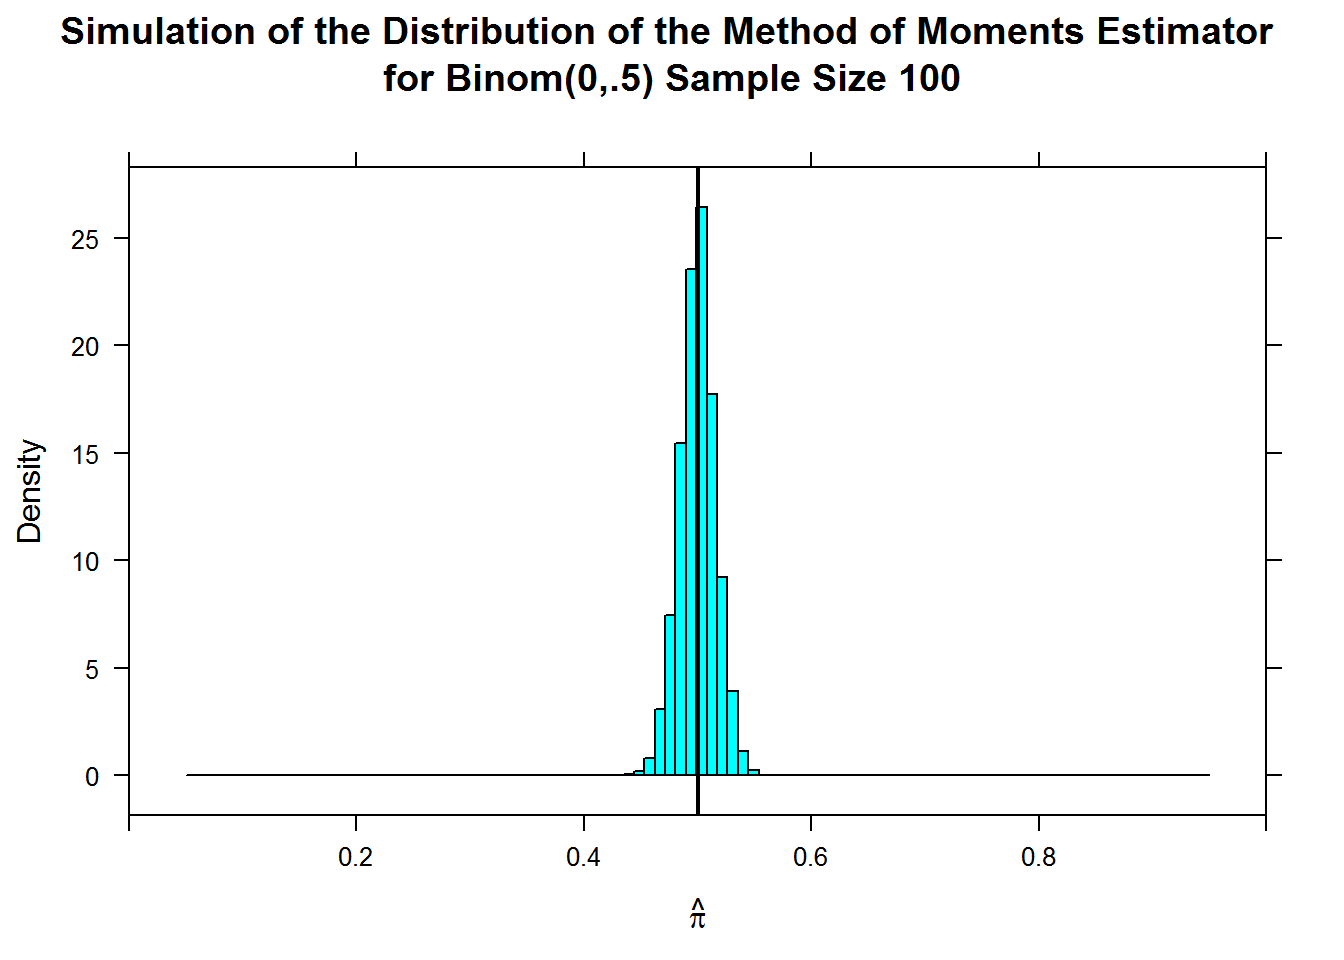 Simulation of the Distribution of the Method of Moments Estimator
for Binom(0,.5) Sample Size 100
25
20
15
10
5
0
Density
0.2 0.4 0.6 0.8
π̂